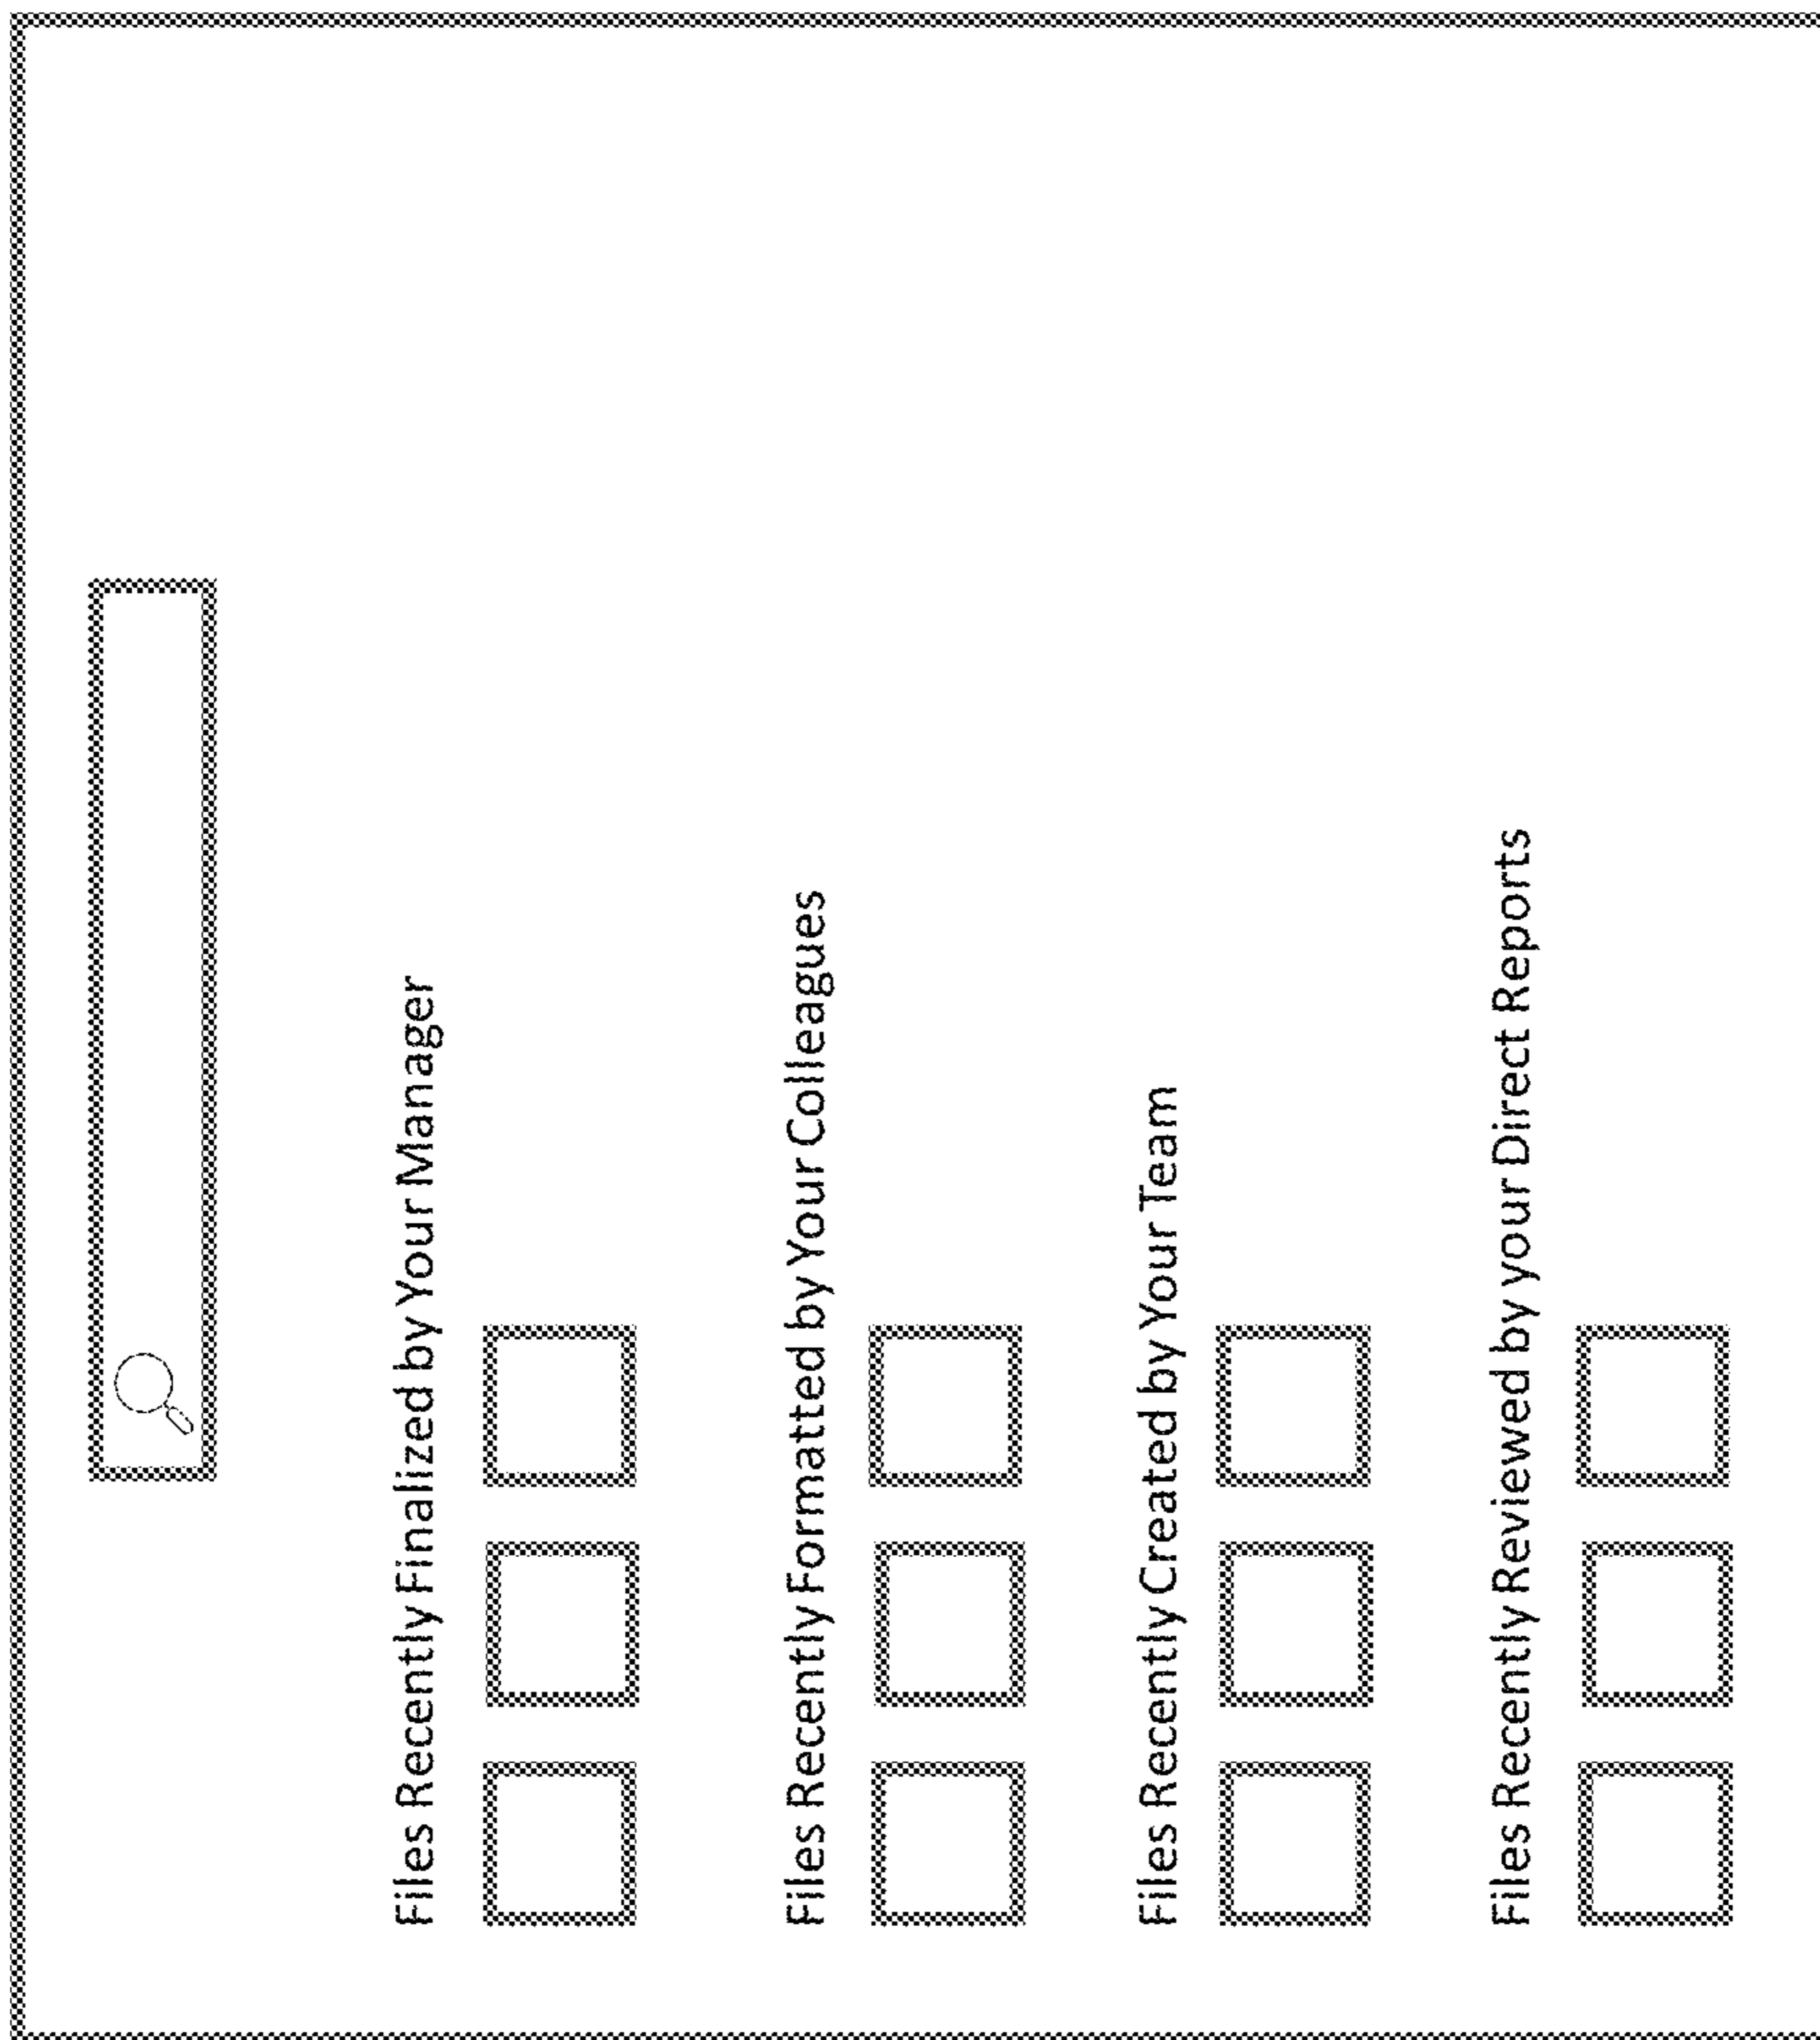 Files Recently Finalized by Your Manager
Files Recently Formatted by Your Colleagues
Files Recently Created by Your Team
Files Recently Reviewed by your Direct Reports